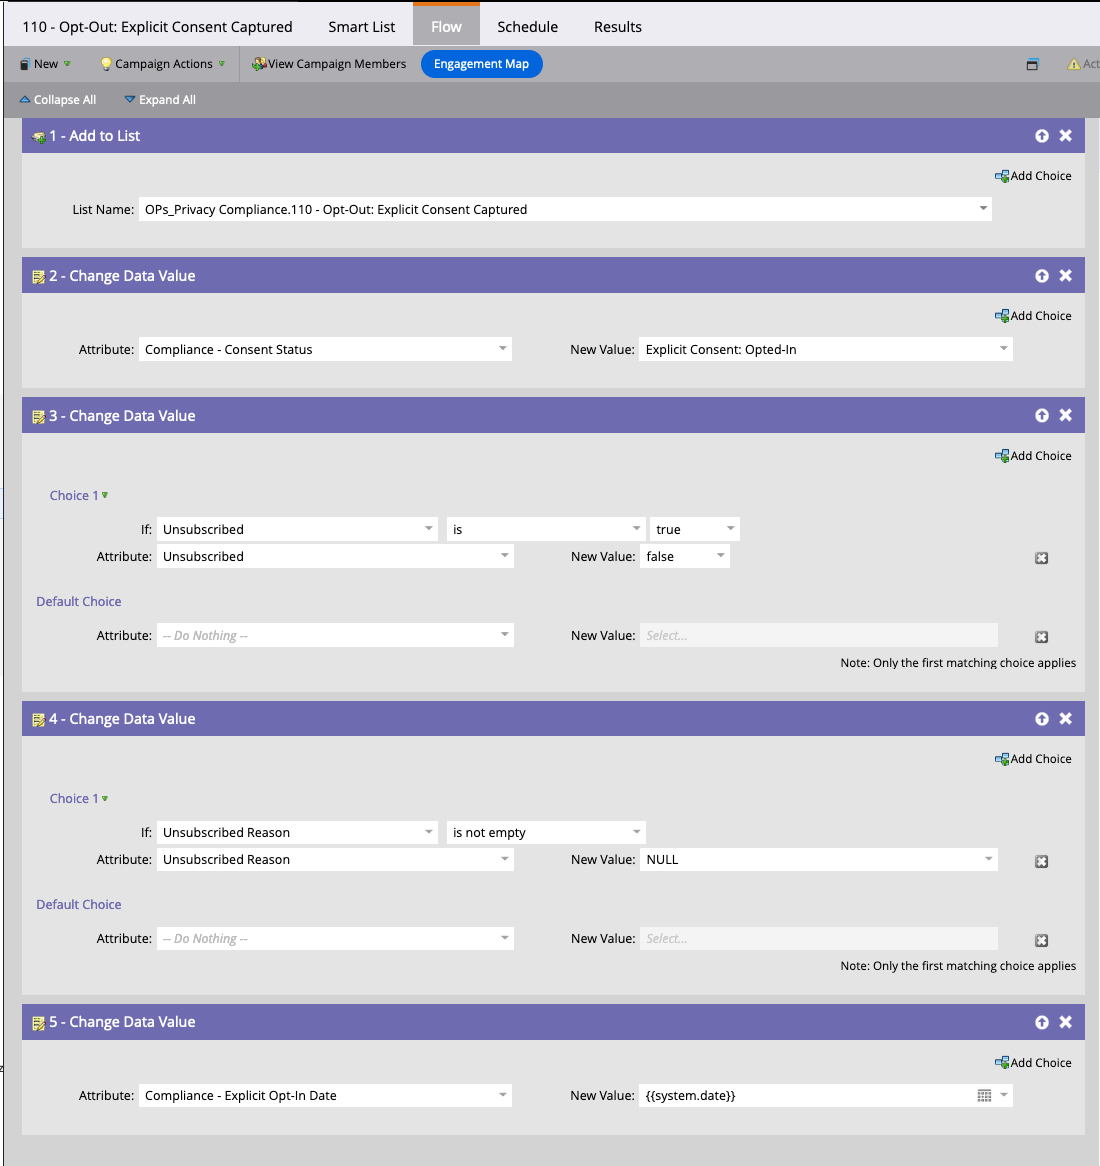 110 - Opt-Out: Explicit Consent Captured Smart List Flow Schedule Results
New Campaign Actions View Campaign Members Engagement Map Act
Collapse All Expand All
1 - Add to List
Add Choice
List Name: OPs_Privacy Compliance.110 - Opt-Out: Explicit Consent Captured
2 - Change Data Value
Add Choice
Attribute: Compliance - Consent Status New Value: Explicit Consent: Opted-In
3 - Change Data Value
Add Choice
Choice 1
If: Unsubscribed is true
Attribute: Unsubscribed New Value: false
Default Choice
Attribute: -- Do Nothing -- New Value: Select...
Note: Only the first matching choice applies
4 - Change Data Value
Add Choice
Choice 1
If: Unsubscribed Reason is not empty
Attribute: Unsubscribed Reason New Value: NULL
Default Choice
Attribute: -- Do Nothing -- New Value: Select...
Note: Only the first matching choice applies
5 - Change Data Value
Add Choice
Attribute: Compliance - Explicit Opt-In Date New Value: {{system.date}}